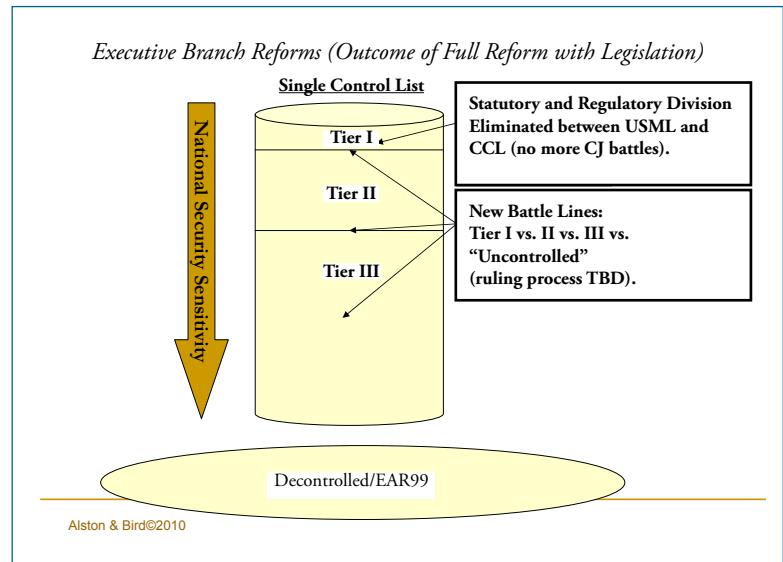 Executive Branch Reforms (Outcome of Full Reform with Legislation)
Single Control List
National Security Sensitivity
Tier I
Tier II
Tier III
Statutory and Regulatory Division
Eliminated between USML and
CCL (no more CJ battles).
New Battle Lines:
Tier I vs. II vs. III vs.
“Uncontrolled”
(ruling process TBD).
Decontrolled/EAR99
Alston & Bird©2010